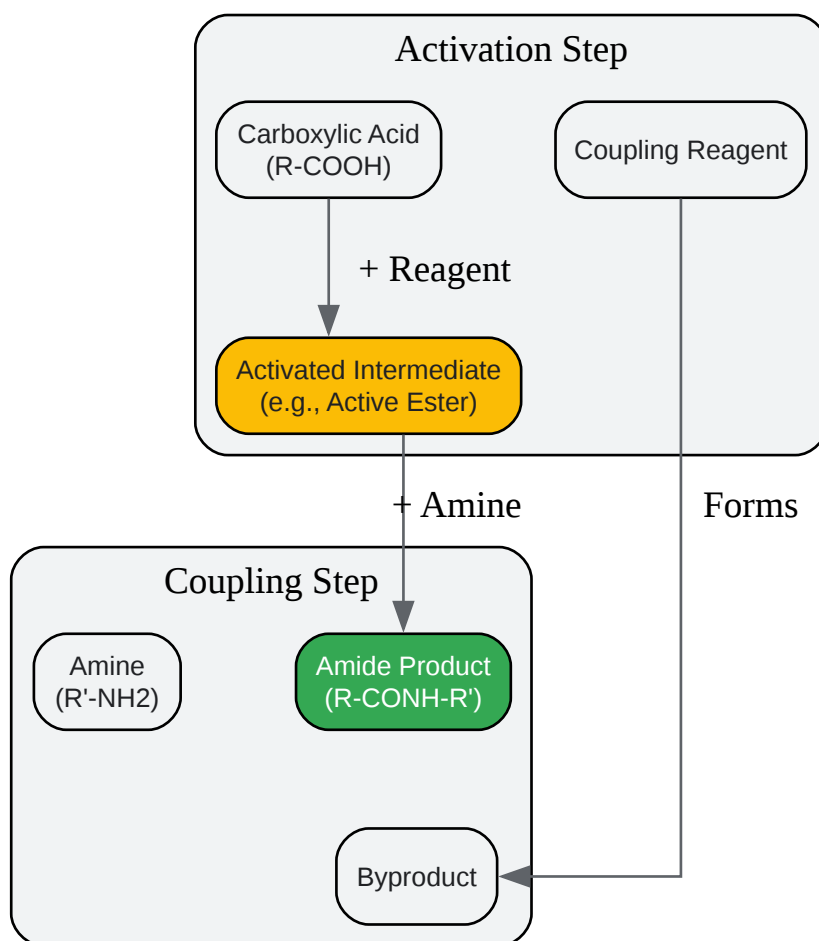 Activation Step
Carboxylic Acid
(R-COOH)
Coupling Reagent
+ Reagent
Activated Intermediate
(e.g., Active Ester)
+ Amine
Forms
Coupling Step
Amine
(R'-NH2)
Amide Product
(R-CONH-R')
Byproduct